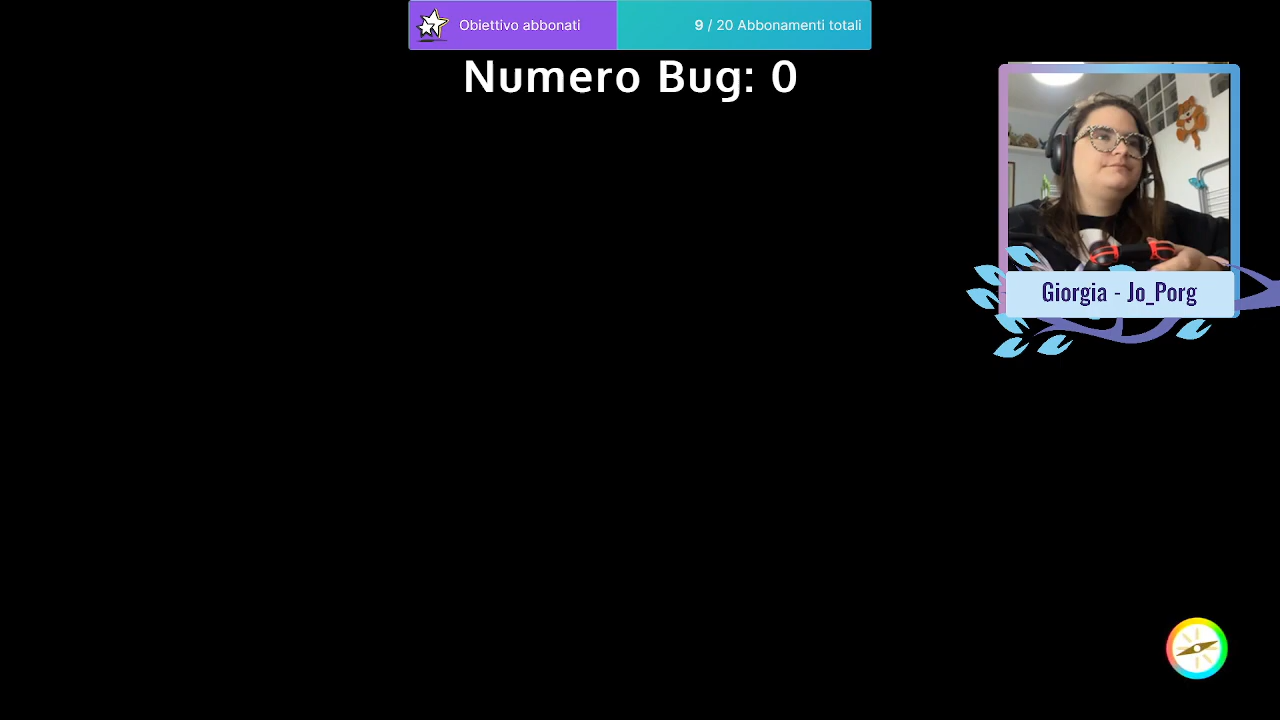 Obiettivo abbonati
9 / 20 Abbonamenti totali
Numero Bug: 0
Giorgia - Jo_Porg